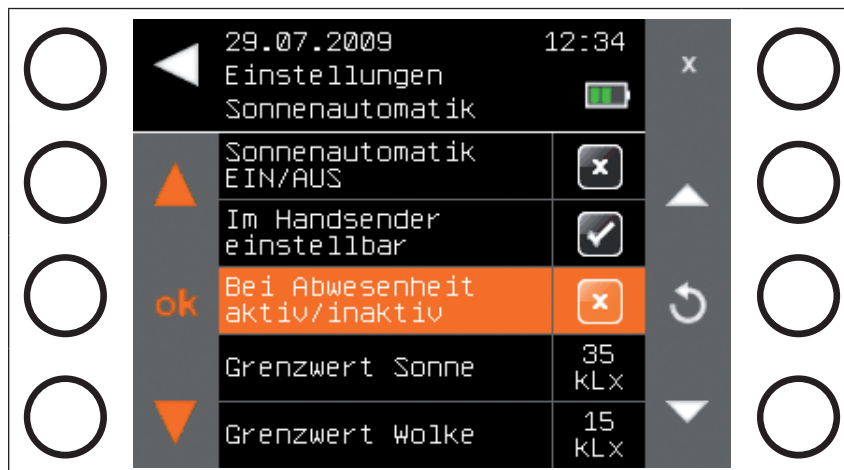 29.07.2009 12:34
Einstellungen
Sonnenautomatik
x
Sonnenautomatik
EIN/AUS
Im Handsender
einstellbar
ok
Bei Abwesenheit
aktiv/inaktiv
Grenzwert Sonne
35
kLx
Grenzwert Wolke
15
kLx